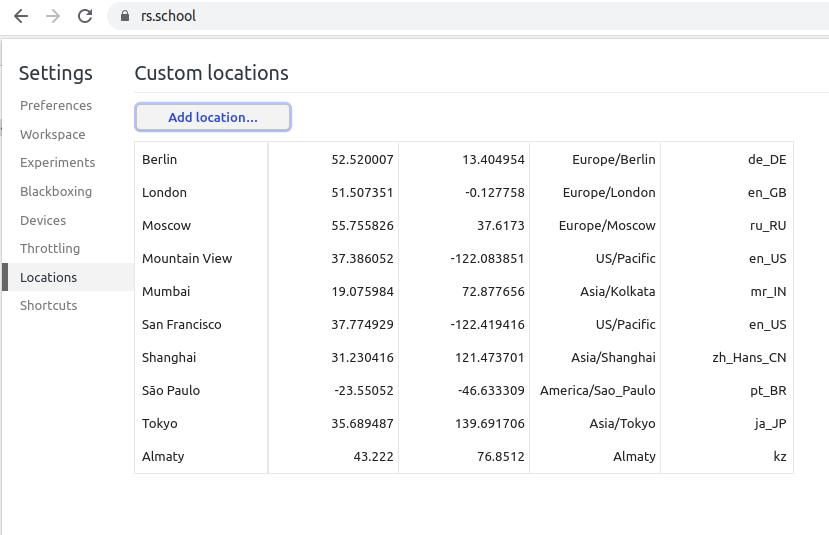 rs.school
Settings
Preferences
Workspace
Experiments
Blackboxing
Devices
Throttling
Locations
Shortcuts
Custom locations
Add location...
Berlin 52.520007 13.404954 Europe/Berlin de_DE
London 51.507351 -0.127758 Europe/London en_GB
Moscow 55.755826 37.6173 Europe/Moscow ru_RU
Mountain View 37.386052 -122.083851 US/Pacific en_US
Mumbai 19.075984 72.877656 Asia/Kolkata mr_IN
San Francisco 37.774929 -122.419416 US/Pacific en_US
Shanghai 31.230416 121.473701 Asia/Shanghai zh_Hans_CN
São Paulo -23.55052 -46.633309 America/Sao_Paulo pt_BR
Tokyo 35.689487 139.691706 Asia/Tokyo ja_JP
Almaty 43.222 76.8512 Almaty kz